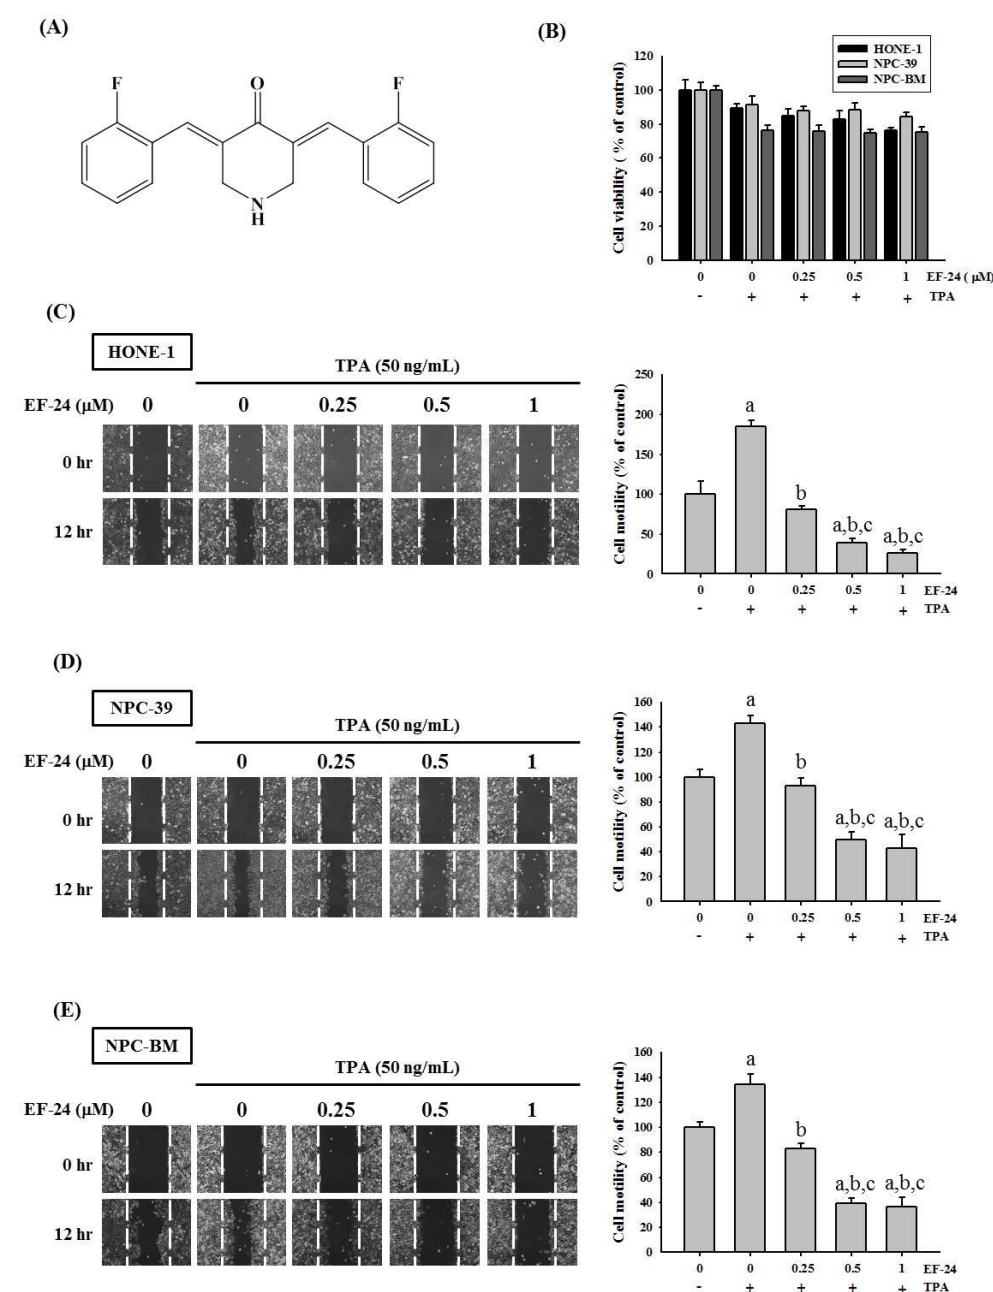 (A)
F
O
F
N
H
(B)
HONE-1
NPC-39
NPC-BM
Cell viability ( % of control)
120
100
80
60
40
20
0
0 0 0.25 0.5 1 EF-24 ( μM)
- + + + + TPA
(C)
HONE-1
TPA (50 ng/mL)
EF-24 (μM) 0 0 0.25 0.5 1
0 hr
12 hr
Cell motility (% of control)
250
200
150
100
50
0
a
b
a,b,c
a,b,c
0 0 0.25 0.5 1 EF-24
- + + + + TPA
(D)
NPC-39
TPA (50 ng/mL)
EF-24 (μM) 0 0 0.25 0.5 1
0 hr
12 hr
Cell motility (% of control)
160
140
120
100
80
60
40
20
0
a
b
a,b,c
a,b,c
0 0 0.25 0.5 1 EF-24
- + + + + TPA
(E)
NPC-BM
TPA (50 ng/mL)
EF-24 (μM) 0 0 0.25 0.5 1
0 hr
12 hr
Cell motility (% of control)
160
140
120
100
80
60
40
20
0
a
b
a,b,c
a,b,c
0 0 0.25 0.5 1 EF-24
- + + + + TPA